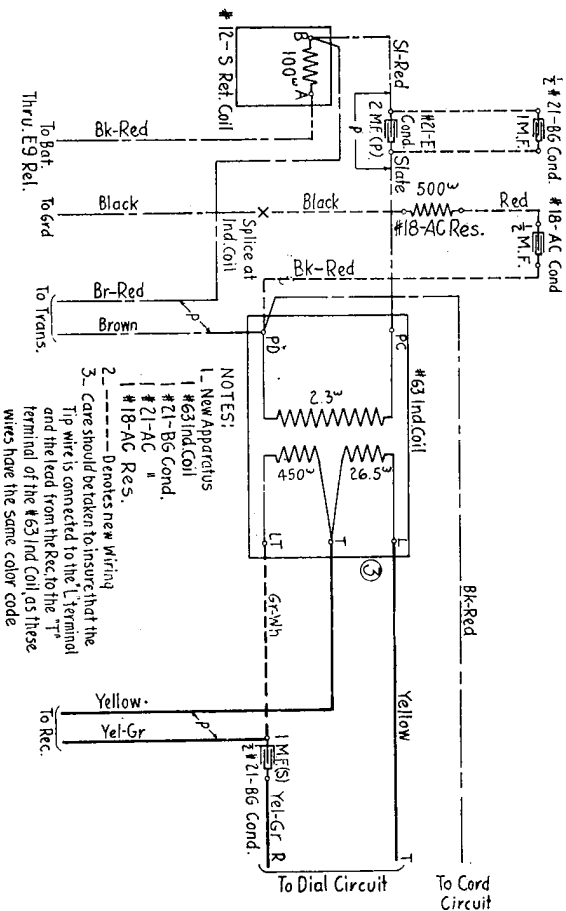 ½ #21-BG Cond.
1 M.F.
#18-AC Cond
½ M.F.
Sl-Red
#21-E
Cond.
2 M.F.(P).
P
Slate
500ω
#18-AC Res.
Red
B
100ω
A
#12-S Ret. Coil
Bk-Red
To Bat.
Thru. E9 Rel.
Black
Black
To Grd
Splice at
Ind. Coil
Bk-Red
Br-Red
P
Brown
To Trans.
PC
PD
#63 Ind. Coil
2.3ω
450ω
26.5ω
LT
T
L
③
NOTES:
1_ New Apparatus
1 #63 Ind. Coil
1 #21-BG Cond.
1 #21-AC "
1 #18-AC Res.
2_ ------ Denotes new Wiring
3_ Care should be taken to insure that the
Tip wire is connected to the "L" terminal
and the lead from the Rec. to the "T"
terminal of the #63 Ind Coil, as these
wires have the same color code
Bk-Red
Gr-Wh
Yellow
Yellow
P
Yel-Gr
To Rec.
1 M.F.(S)
½ #21-BG Cond.
Yel-Gr R
T
To Dial Circuit
To Cord
Circuit